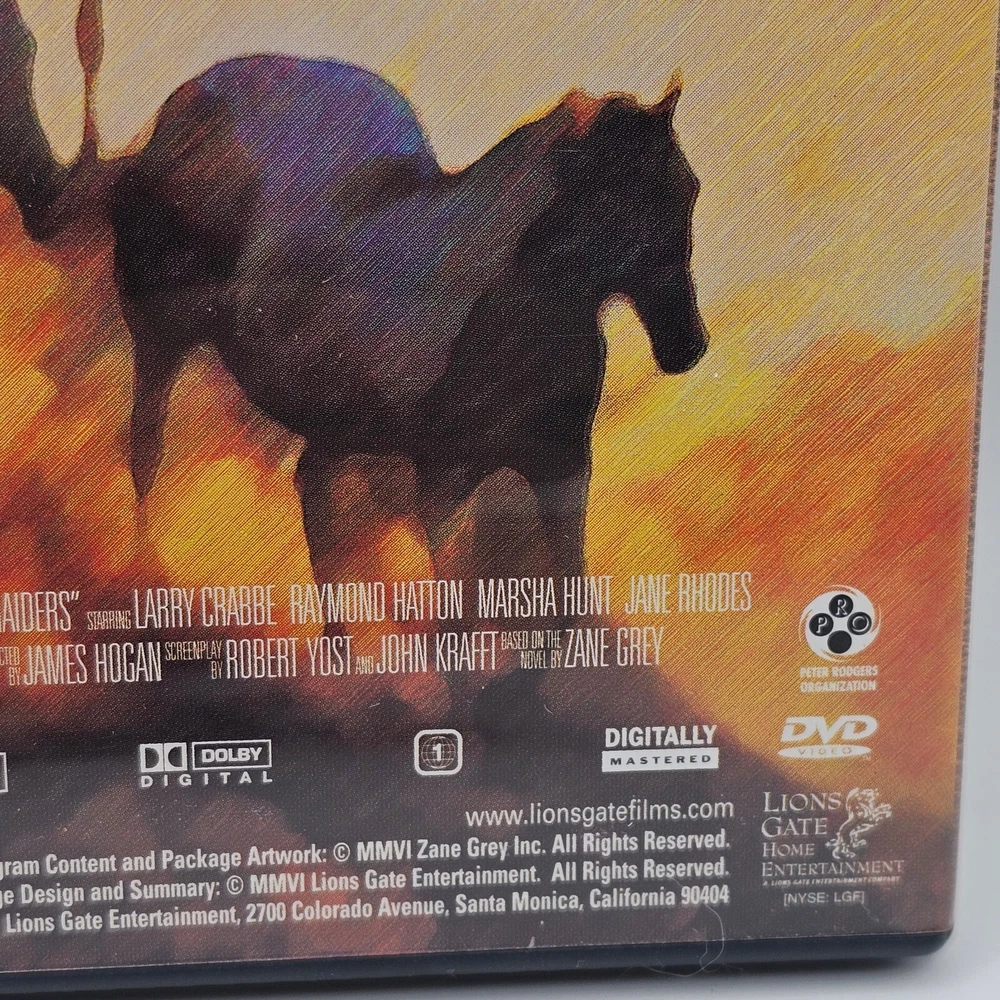 AIDERS" STARRING LARRY CRABBE RAYMOND HATTON MARSHA HUNT JANE RHODES
CTED BY JAMES HOGAN SCREENPLAY BY ROBERT YOST AND JOHN KRAFFT BASED ON THE NOVEL BY ZANE GREY
PRO
PETER RODGERS
ORGANIZATION
DOLBY
DIGITAL
1
DIGITALLY
MASTERED
DVD
VIDEO
www.lionsgatefilms.com
gram Content and Package Artwork: © MMVI Zane Grey Inc. All Rights Reserved.
ge Design and Summary: © MMVI Lions Gate Entertainment. All Rights Reserved.
Lions Gate Entertainment, 2700 Colorado Avenue, Santa Monica, California 90404
LIONS
GATE
HOME
ENTERTAINMENT
A LIONS GATE ENTERTAINMENT COMPANY
[NYSE: LGF]